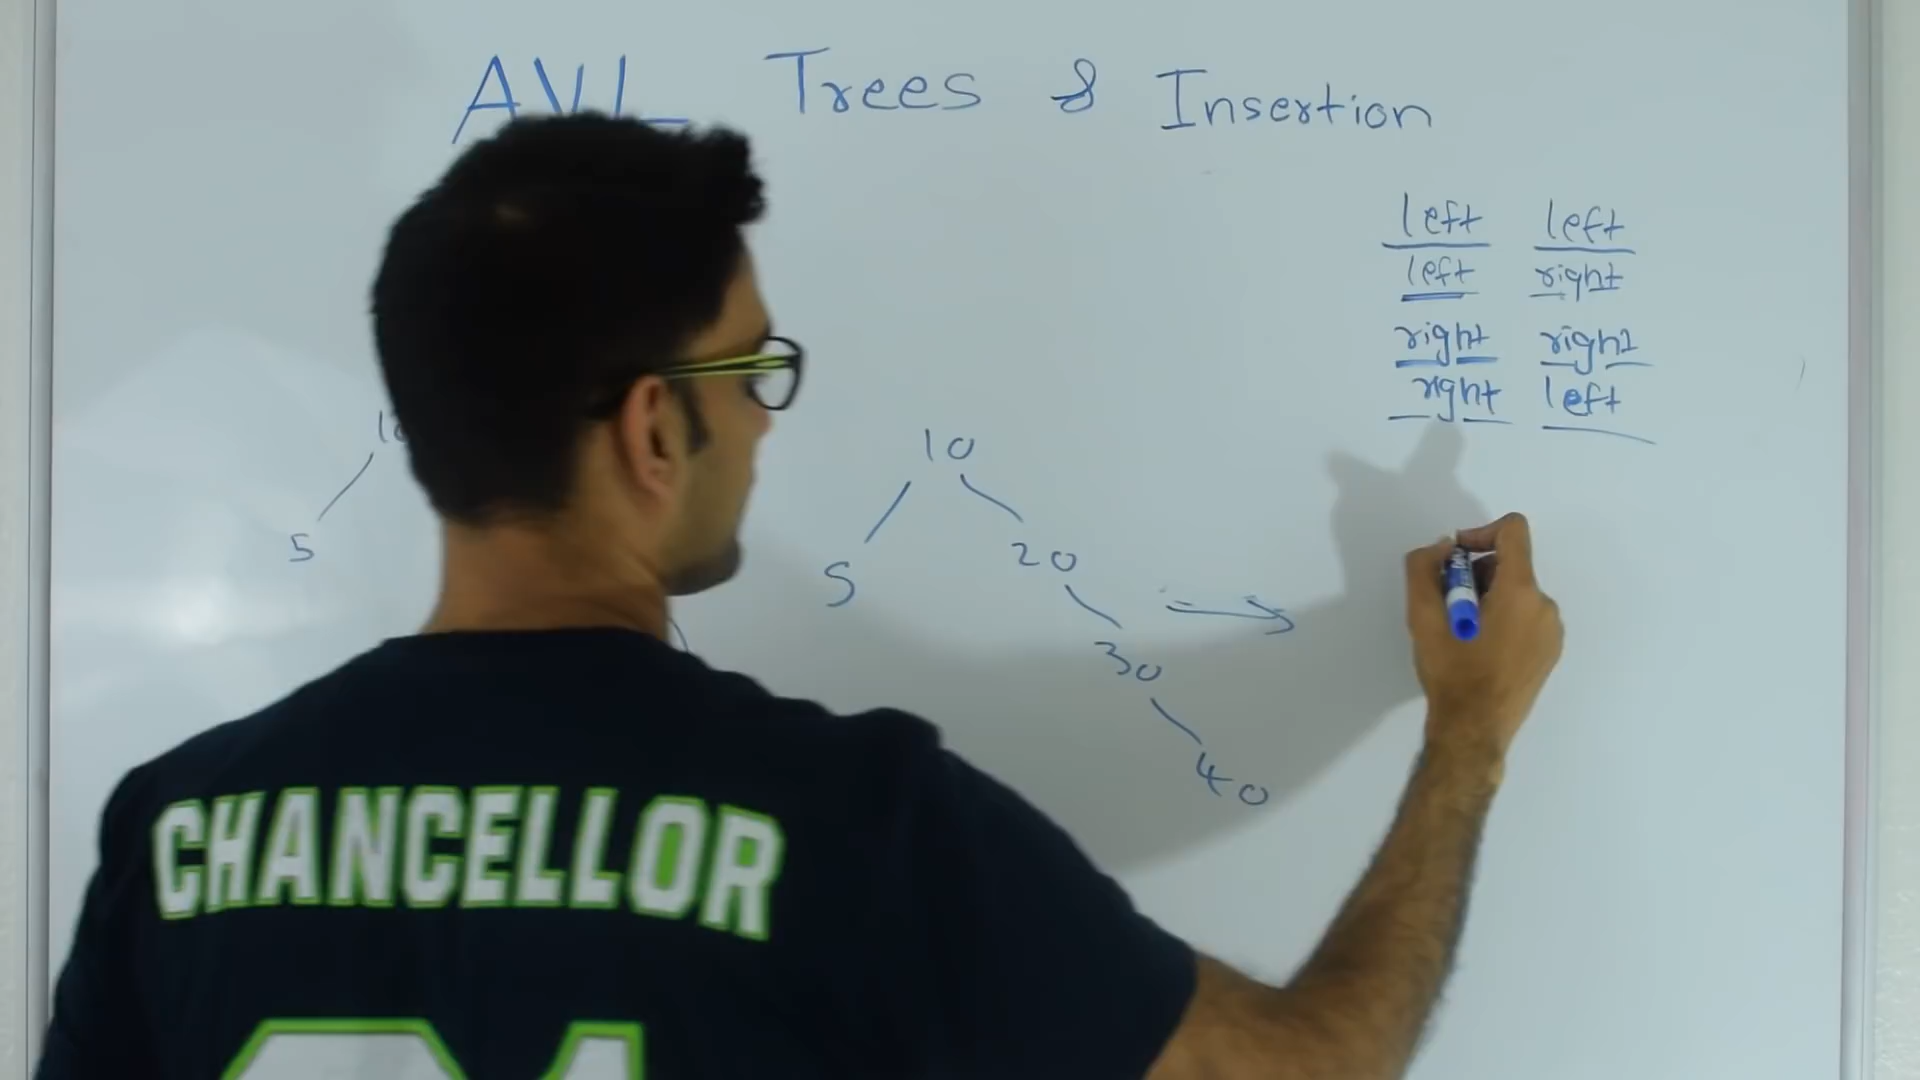 AVL Trees & Insertion
left left
left right
right right
right left
10
5
10
5
20
30
40
CHANCELLOR